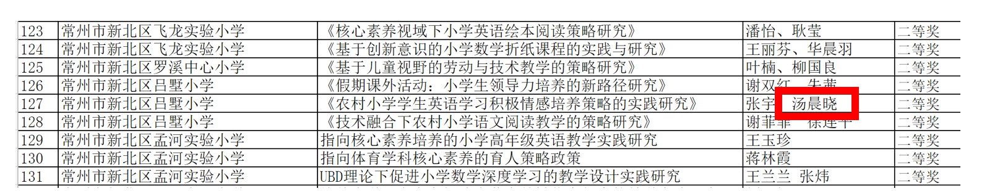 123 常州市新北区飞龙实验小学 《核心素养视域下小学英语绘本阅读策略研究》 潘怡、耿莹 二等奖
124 常州市新北区飞龙实验小学 《基于创新意识的小学数学折纸课程的实践与研究》 王丽芬、华晨羽 二等奖
125 常州市新北区罗溪中心小学 《基于儿童视野的劳动与技术教学的策略研究》 叶楠、柳国良 二等奖
126 常州市新北区吕墅小学 《假期课外活动：小学生领导力培养的新路径研究》 谢双红 朱茜 二等奖
127 常州市新北区吕墅小学 《农村小学学生英语学习积极情感培养策略的实践研究》 张宇 汤晨晓 二等奖
128 常州市新北区吕墅小学 《技术融合下农村小学语文阅读教学的策略研究》 谢菲菲 二等奖
129 常州市新北区孟河实验小学 指向核心素养培养的小学高年级英语教学实践研究 王玉珍 二等奖
130 常州市新北区孟河实验小学 指向体育学科核心素养的育人策略政策 蒋林霞 二等奖
131 常州市新北区孟河实验小学 UBD理论下促进小学数学深度学习的教学设计实践研究 王兰兰 张炜 二等奖